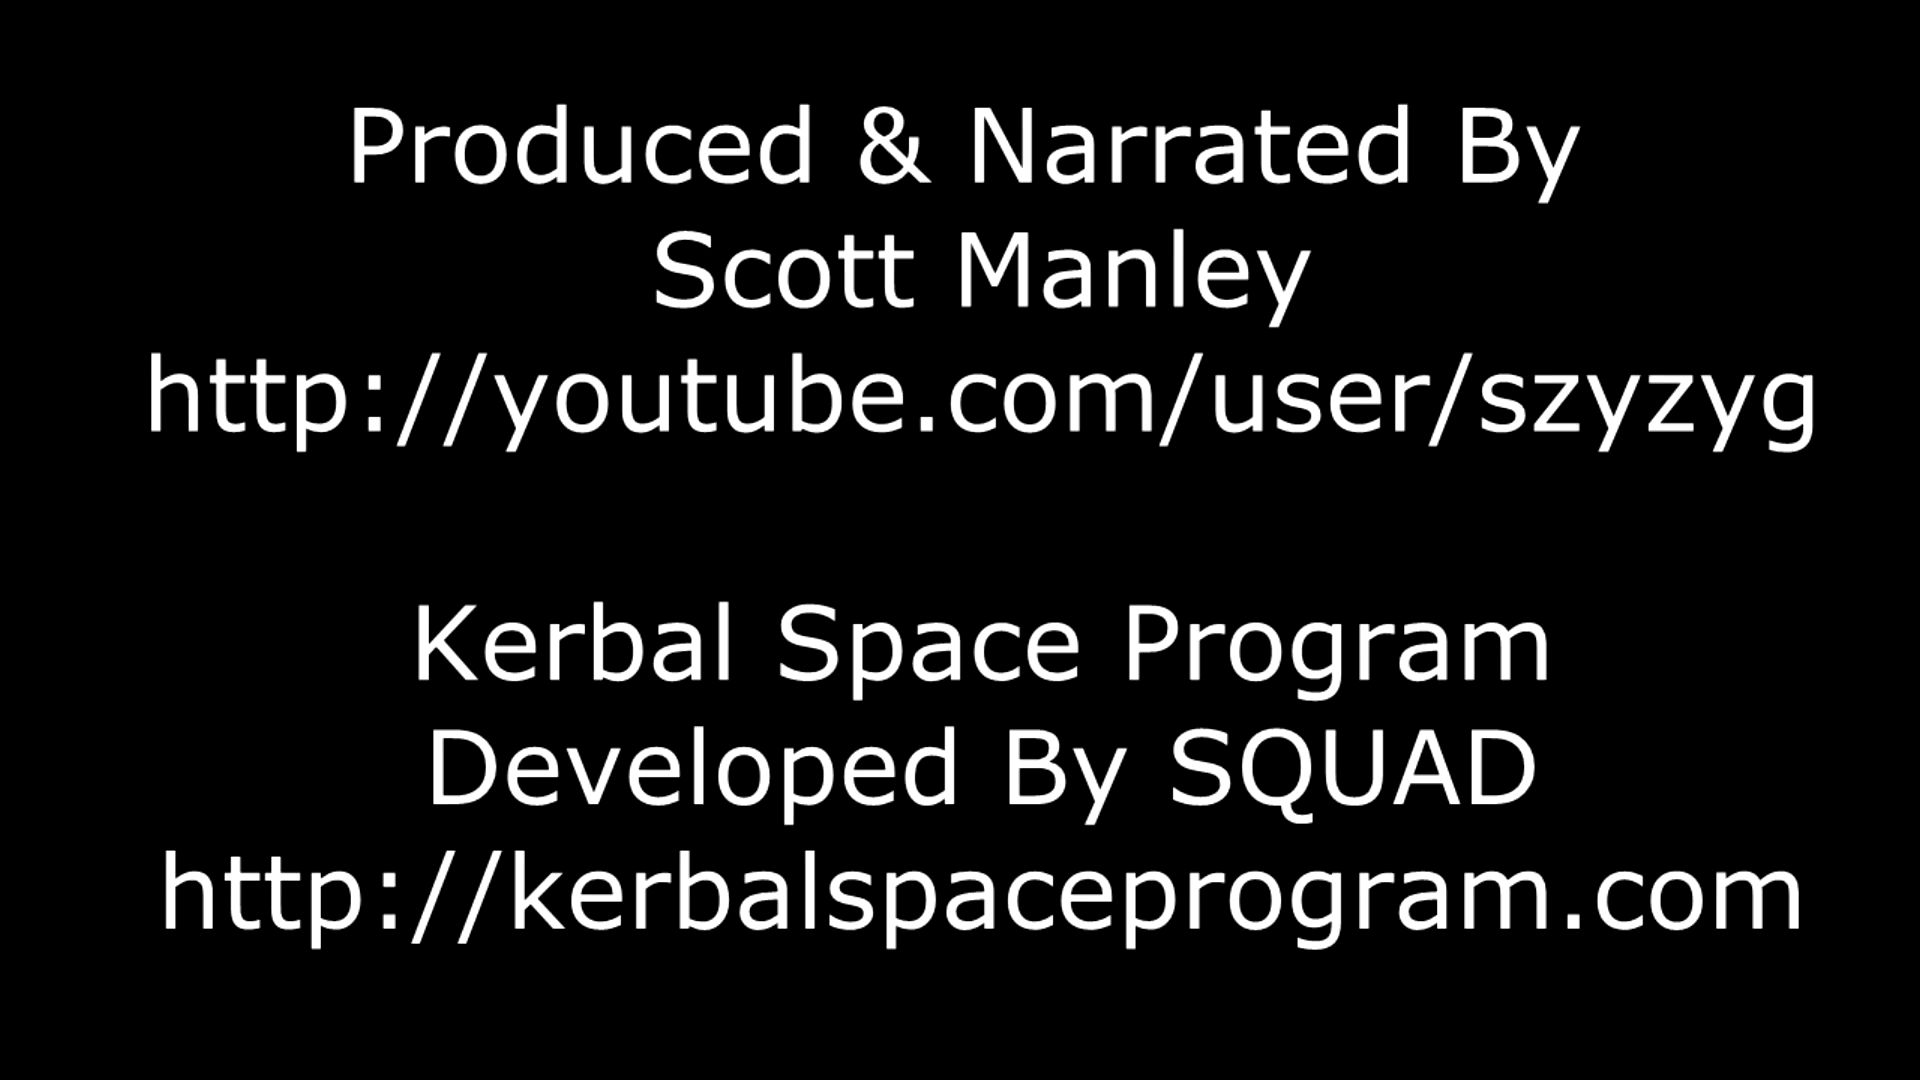 Produced & Narrated By
Scott Manley
http://youtube.com/user/szyzyg
Kerbal Space Program
Developed By SQUAD
http://kerbalspaceprogram.com